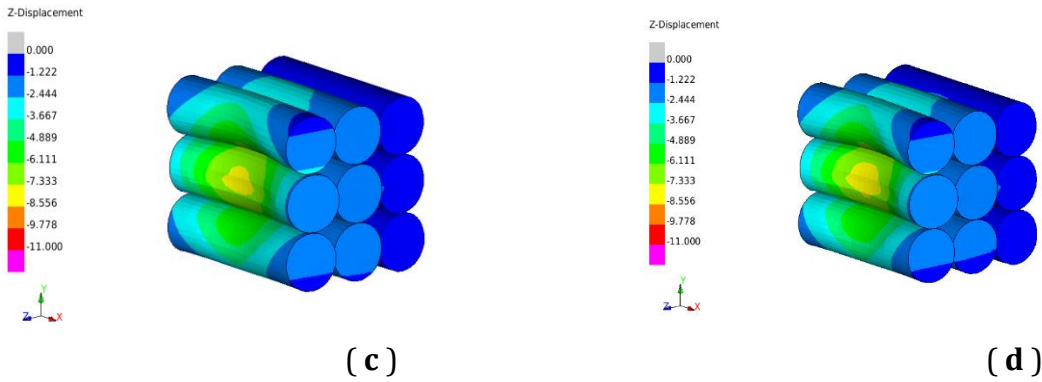 Z-Displacement
0.000
-1.222
-2.444
-3.667
-4.889
-6.111
-7.333
-8.556
-9.778
-11.000
Y
Z X
( c )
Z-Displacement
0.000
-1.222
-2.444
-3.667
-4.889
-6.111
-7.333
-8.556
-9.778
-11.000
Y
Z X
( d )